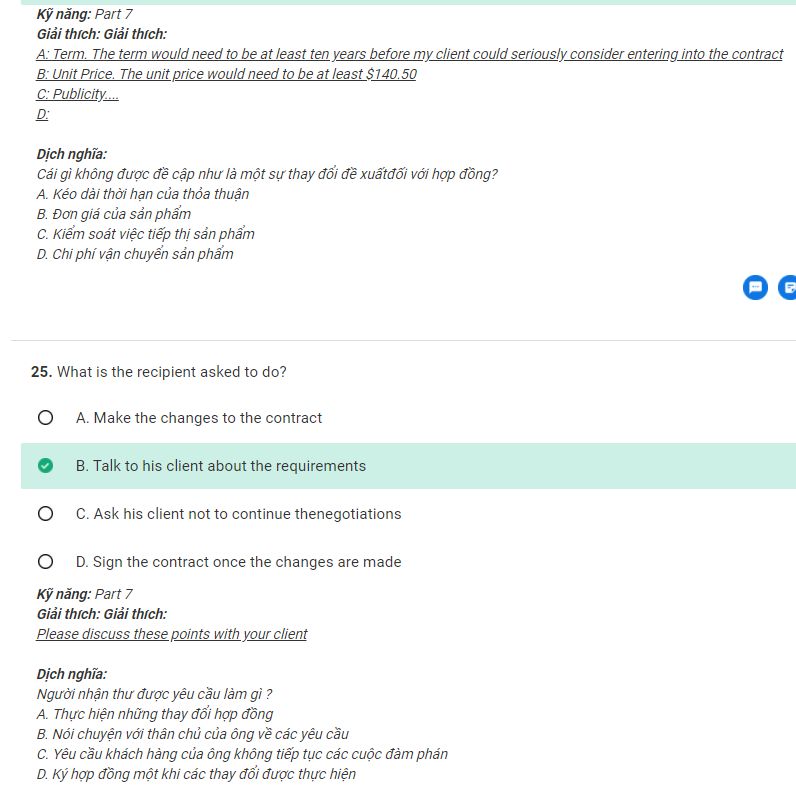 Kỹ năng: Part 7
Giải thích: Giải thích:
A: Term. The term would need to be at least ten years before my client could seriously consider entering into the contract
B: Unit Price. The unit price would need to be at least $140.50
C: Publicity....
D:
Dịch nghĩa:
Cái gì không được đề cập như là một sự thay đổi đề xuấtđối với hợp đồng?
A. Kéo dài thời hạn của thỏa thuận
B. Đơn giá của sản phẩm
C. Kiểm soát việc tiếp thị sản phẩm
D. Chi phí vận chuyển sản phẩm
25. What is the recipient asked to do?
A. Make the changes to the contract
B. Talk to his client about the requirements
C. Ask his client not to continue thenegotiations
D. Sign the contract once the changes are made
Kỹ năng: Part 7
Giải thích: Giải thích:
Please discuss these points with your client
Dịch nghĩa:
Người nhận thư được yêu cầu làm gì ?
A. Thực hiện những thay đổi hợp đồng
B. Nói chuyện với thân chủ của ông về các yêu cầu
C. Yêu cầu khách hàng của ông không tiếp tục các cuộc đàm phán
D. Ký hợp đồng một khi các thay đổi được thực hiện